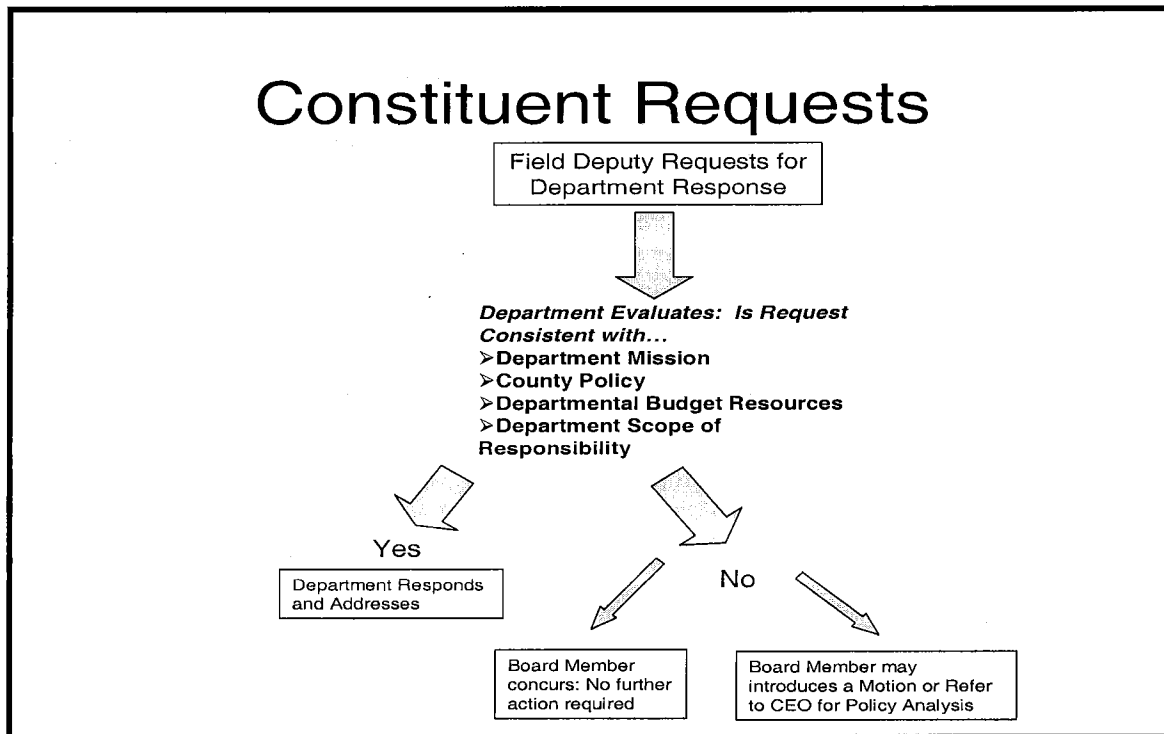 Constituent Requests
Field Deputy Requests for
Department Response
Department Evaluates: Is Request
Consistent with...
➢Department Mission
➢County Policy
➢Departmental Budget Resources
➢Department Scope of
Responsibility
Yes
Department Responds
and Addresses
No
Board Member
concurs: No further
action required
Board Member may
introduces a Motion or Refer
to CEO for Policy Analysis